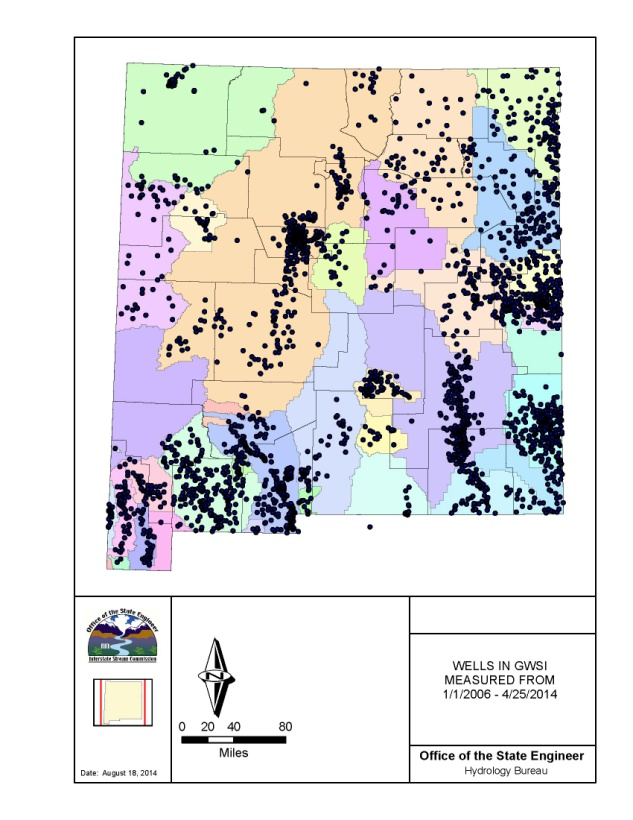 Office of the State Engineer
Interstate Stream Commission
N
0 20 40 80
Miles
Date: August 18, 2014
WELLS IN GWSI
MEASURED FROM
1/1/2006 - 4/25/2014
Office of the State Engineer
Hydrology Bureau